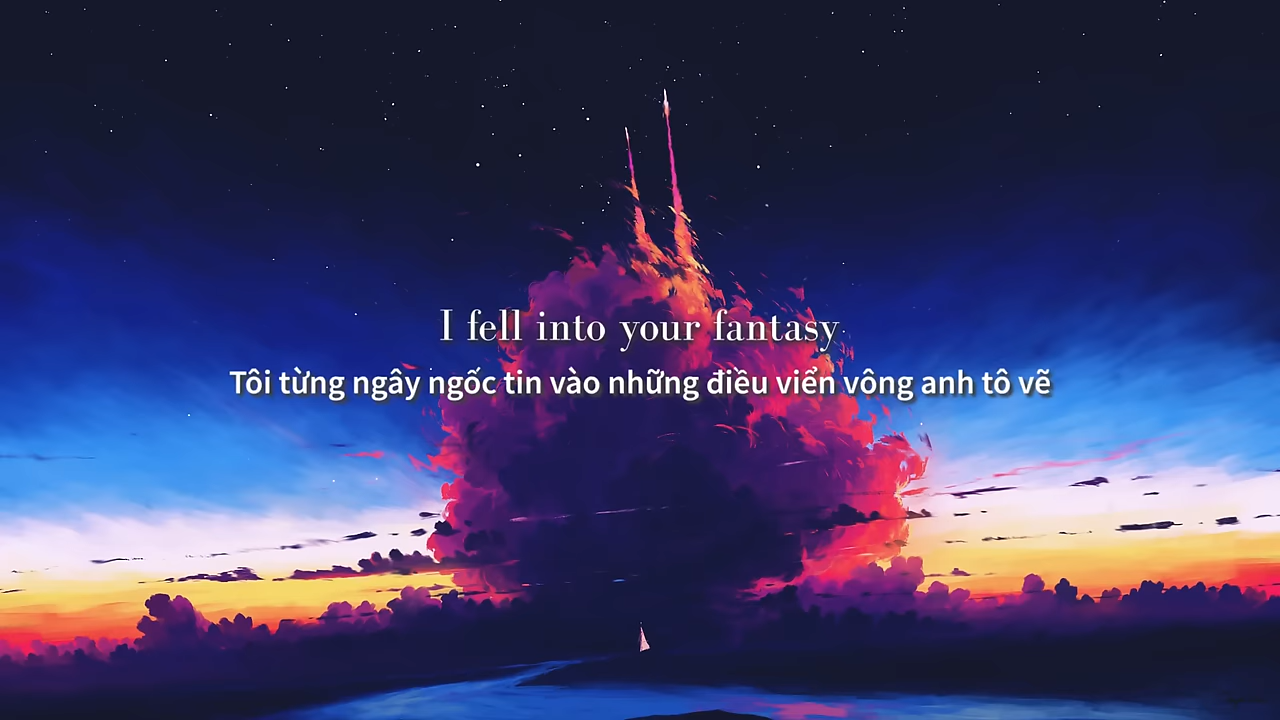 I fell into your fantasy
Tôi từng ngây ngốc tin vào những điều viển vông anh tô vẽ